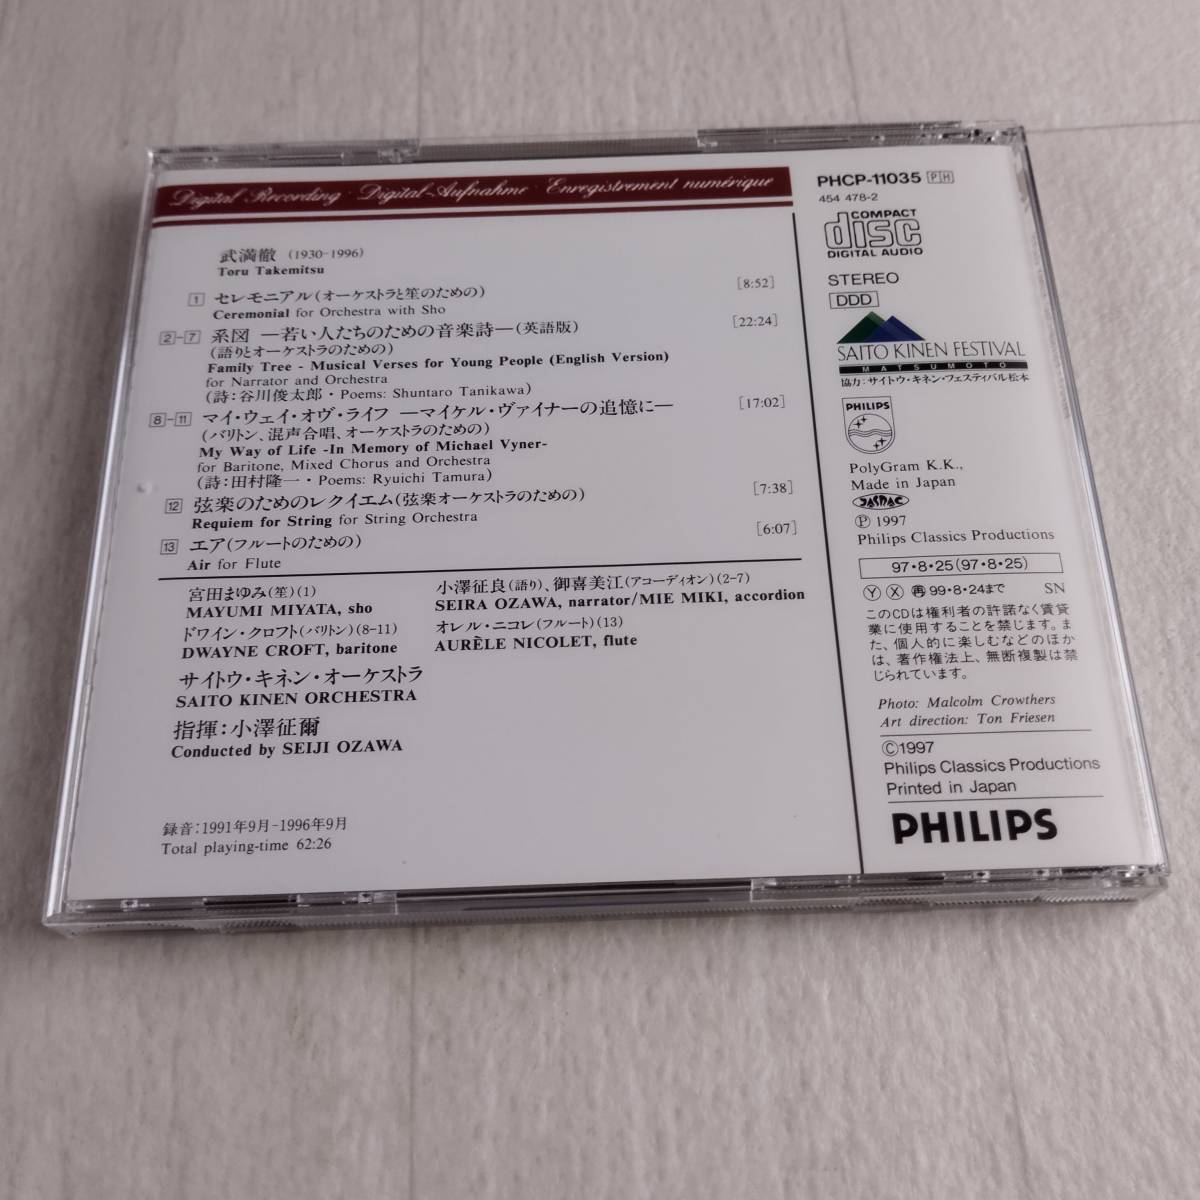 Digital Recording · Digital-Aufnahme · Enregistrement numérique
武満徹 (1930-1996)
Toru Takemitsu
1 セレモニアル(オーケストラと笙のための) [8:52]
Ceremonial for Orchestra with Sho
2-7 系図 ―若い人たちのための音楽詩―(英語版) [22:24]
(語りとオーケストラのための)
Family Tree - Musical Verses for Young People (English Version)
for Narrator and Orchestra
(詩:谷川俊太郎・Poems: Shuntaro Tanikawa)
8-11 マイ・ウェイ・オヴ・ライフ ―マイケル・ヴァイナーの追憶に― [17:02]
(バリトン、混声合唱、オーケストラのための)
My Way of Life -In Memory of Michael Vyner-
for Baritone, Mixed Chorus and Orchestra
(詩:田村隆一・Poems: Ryuichi Tamura)
12 弦楽のためのレクイエム(弦楽オーケストラのための) [7:38]
Requiem for String for String Orchestra
13 エア(フルートのための) [6:07]
Air for Flute
宮田まゆみ(笙)(1)
MAYUMI MIYATA, sho
ドワイン・クロフト(バリトン)(8-11)
DWAYNE CROFT, baritone
小澤征良(語り)、御喜美江(アコーディオン)(2-7)
SEIRA OZAWA, narrator/MIE MIKI, accordion
オレル・ニコレ(フルート)(13)
AURÈLE NICOLET, flute
サイトウ・キネン・オーケストラ
SAITO KINEN ORCHESTRA
指揮:小澤征爾
Conducted by SEIJI OZAWA
録音:1991年9月-1996年9月
Total playing-time 62:26
PHCP-11035 PH
454 478-2
COMPACT
disc
DIGITAL AUDIO
STEREO
DDD
SAITO KINEN FESTIVAL
MATSUMOTO
協力:サイトウ・キネン・フェスティバル松本
PHILIPS
PolyGram K.K.,
Made in Japan
JASRAC
Ⓟ 1997
Philips Classics Productions
97・8・25(97・8・25)
Ⓨ Ⓧ 再 99・8・24まで SN
このCDは権利者の許諾なく賃貸
業に使用することを禁じます。ま
た、個人的に楽しむなどのほか
は、著作権法上、無断複製は禁
じられています。
Photo: Malcolm Crowthers
Art direction: Ton Friesen
©1997
Philips Classics Productions
Printed in Japan
PHILIPS